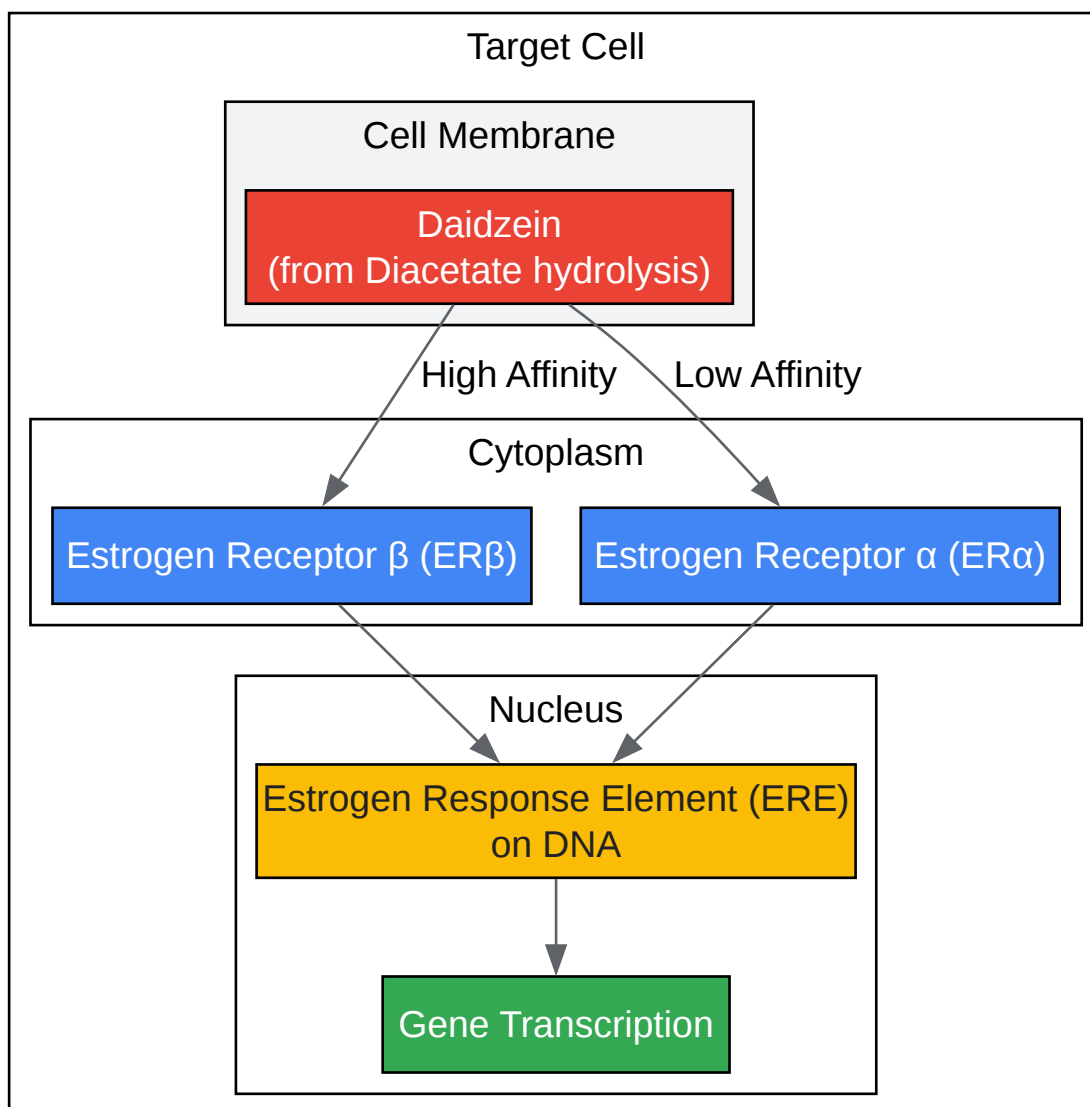 Target Cell
Cell Membrane
Daidzein
(from Diacetate hydrolysis)
High Affinity
Low Affinity
Cytoplasm
Estrogen Receptor β (ERβ)
Estrogen Receptor α (ERα)
Nucleus
Estrogen Response Element (ERE)
on DNA
Gene Transcription